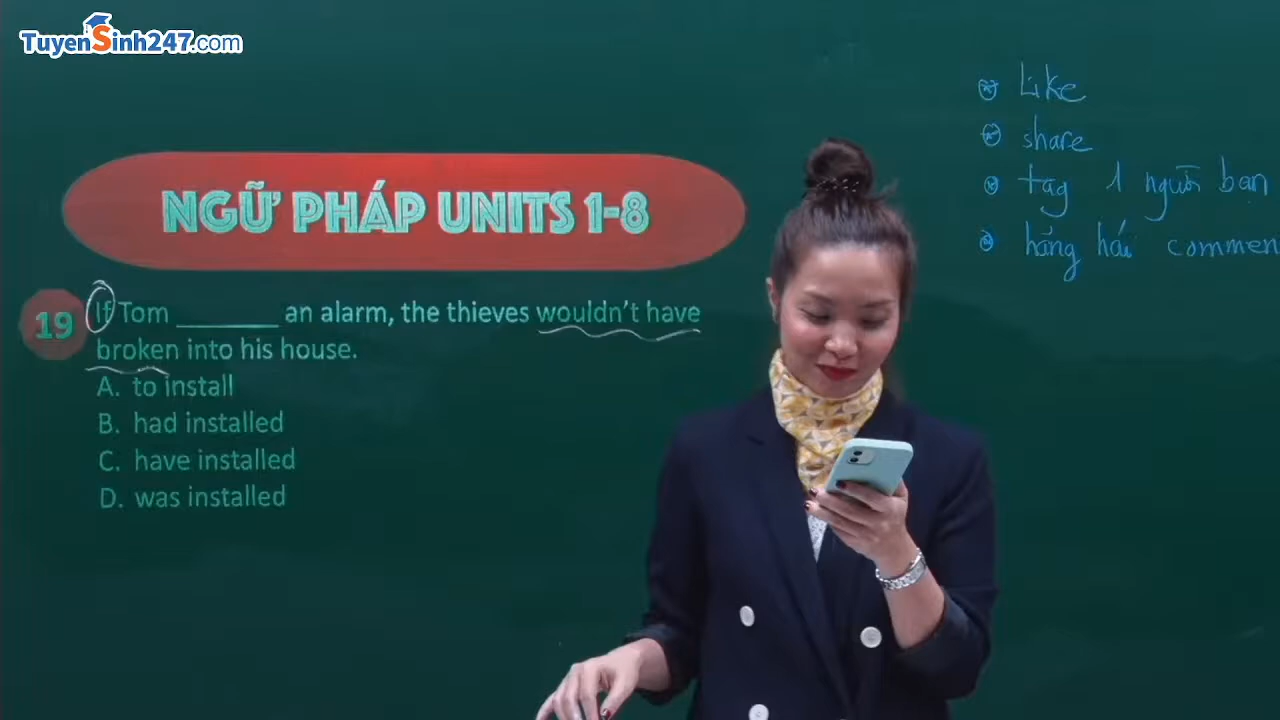 TuyenSinh247.com
Like
share
tag 1 người bạn
hăng hái commen
NGỮ PHÁP UNITS 1-8
19
If Tom ________ an alarm, the thieves wouldn't have
broken into his house.
A. to install
B. had installed
C. have installed
D. was installed